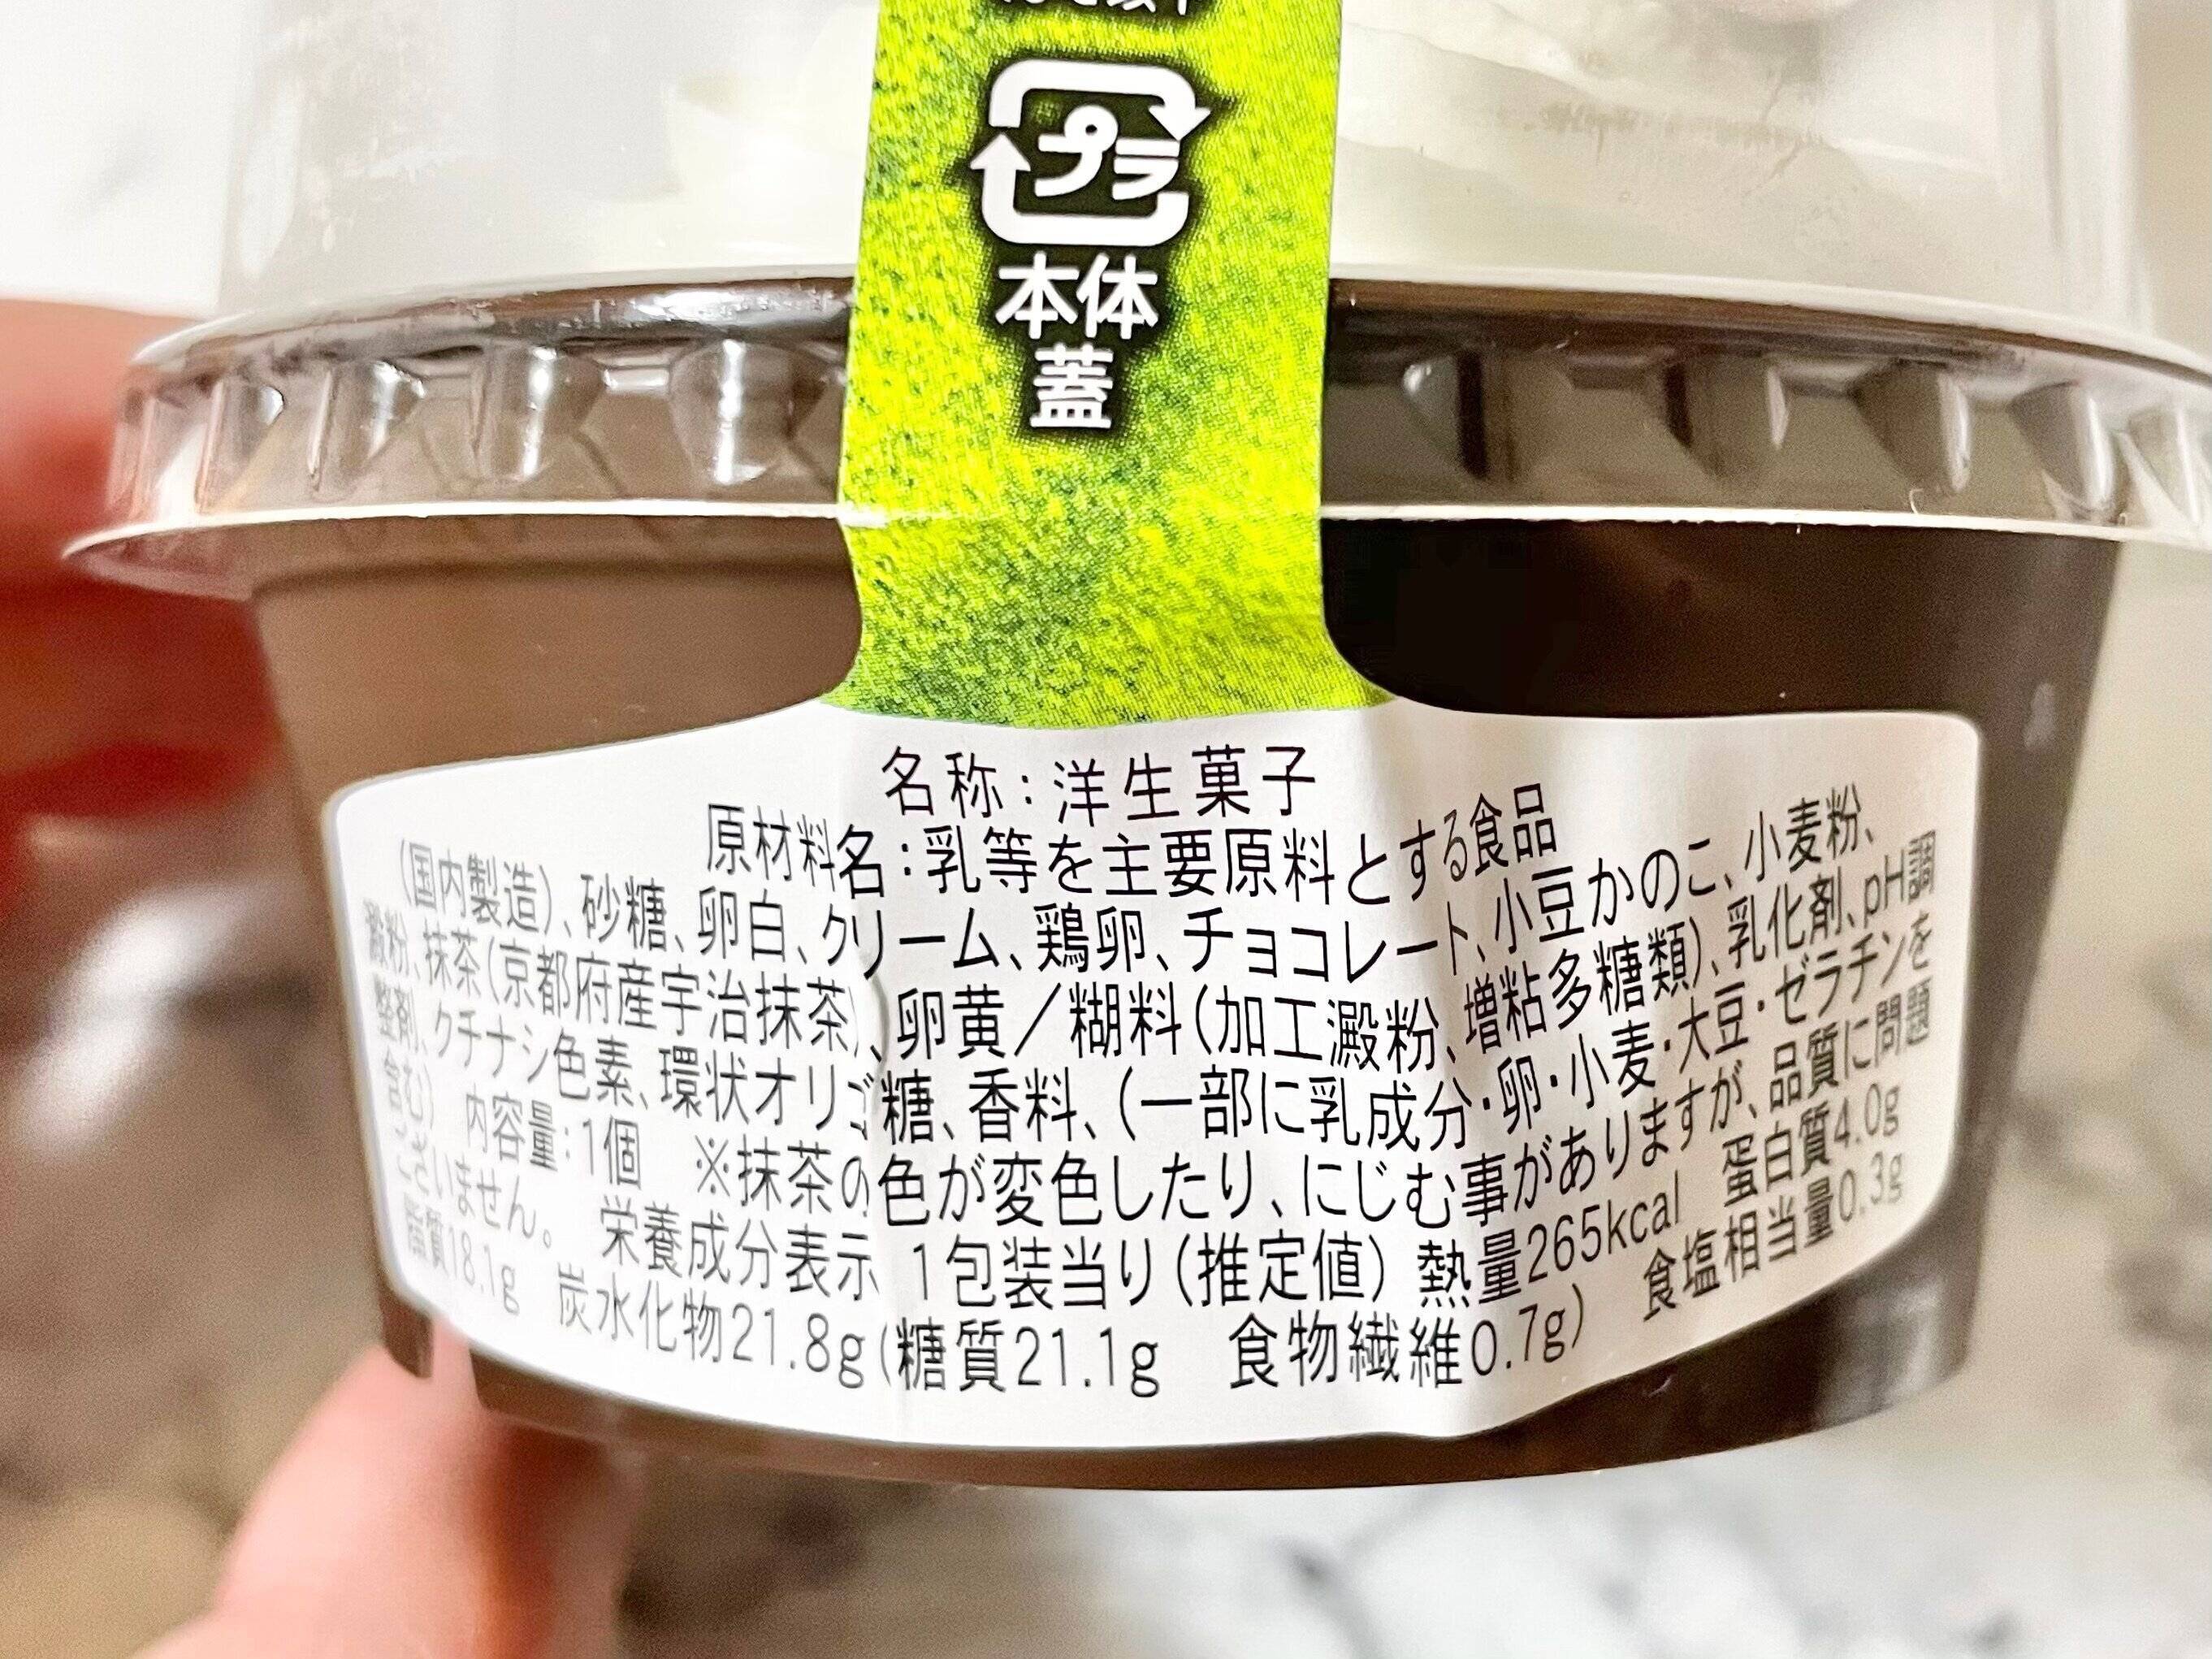 プラ
本体
蓋
名称:洋生菓子
原材料名:乳等を主要原料とする食品
(国内製造)、砂糖、卵白、クリーム、鶏卵、チョコレート、小豆かのこ、小麦粉、
澱粉、抹茶(京都府産宇治抹茶)、卵黄/糊料(加工澱粉、増粘多糖類)、乳化剤、pH調
整剤、クチナシ色素、環状オリゴ糖、香料、(一部に乳成分・卵・小麦・大豆・ゼラチンを
含む) 内容量:1個 ※抹茶の色が変色したり、にじむ事がありますが、品質に問題
ございません。 栄養成分表示 1包装当り(推定値) 熱量265kcal 蛋白質4.0g
脂質18.1g 炭水化物21.8g(糖質21.1g 食物繊維0.7g) 食塩相当量0.3g